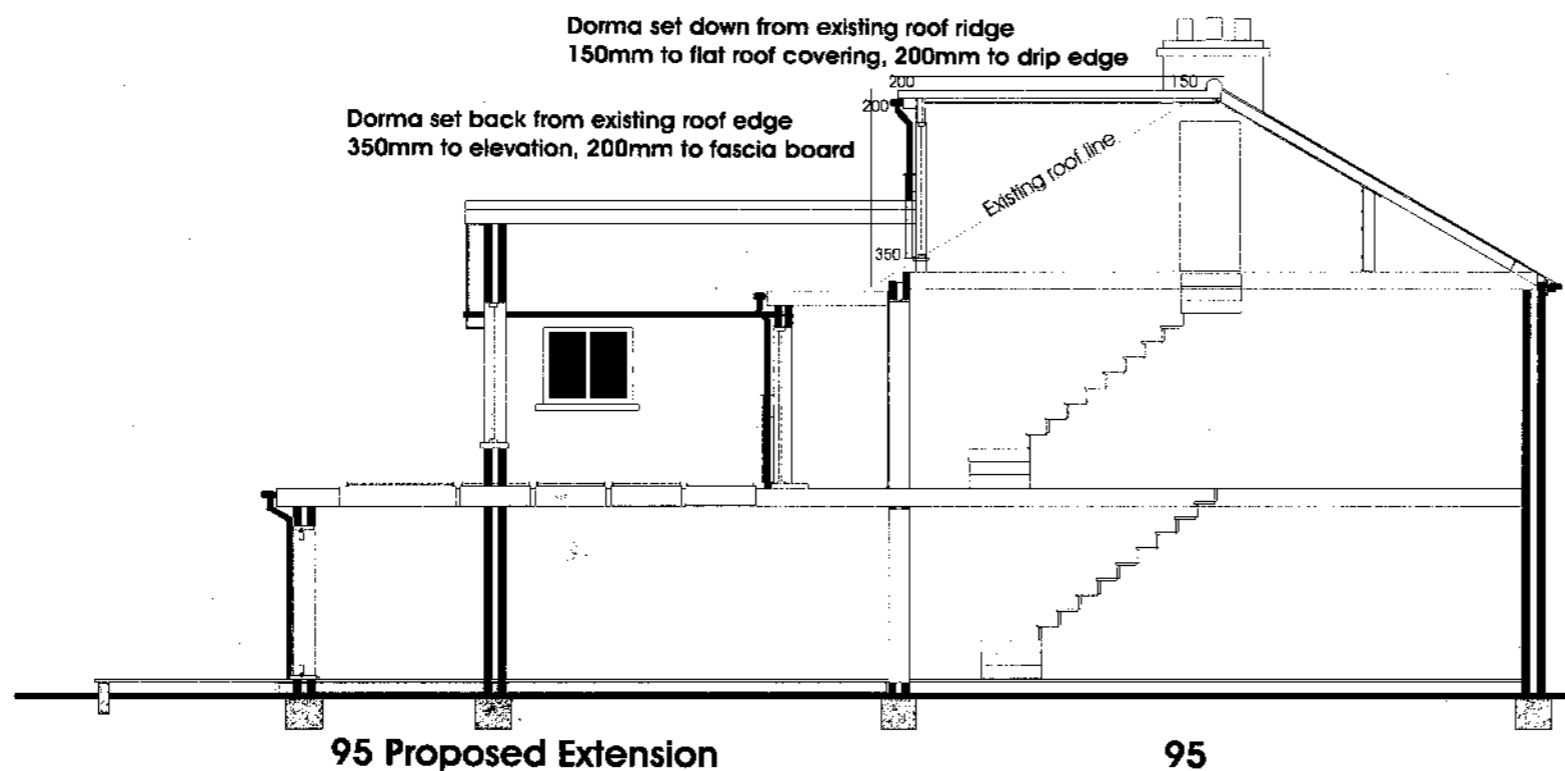 Dorma set down from existing roof ridge
150mm to flat roof covering, 200mm to drip edge
200
150
200
Dorma set back from existing roof edge
350mm to elevation, 200mm to fascia board
Existing roof line
350
95 Proposed Extension
95